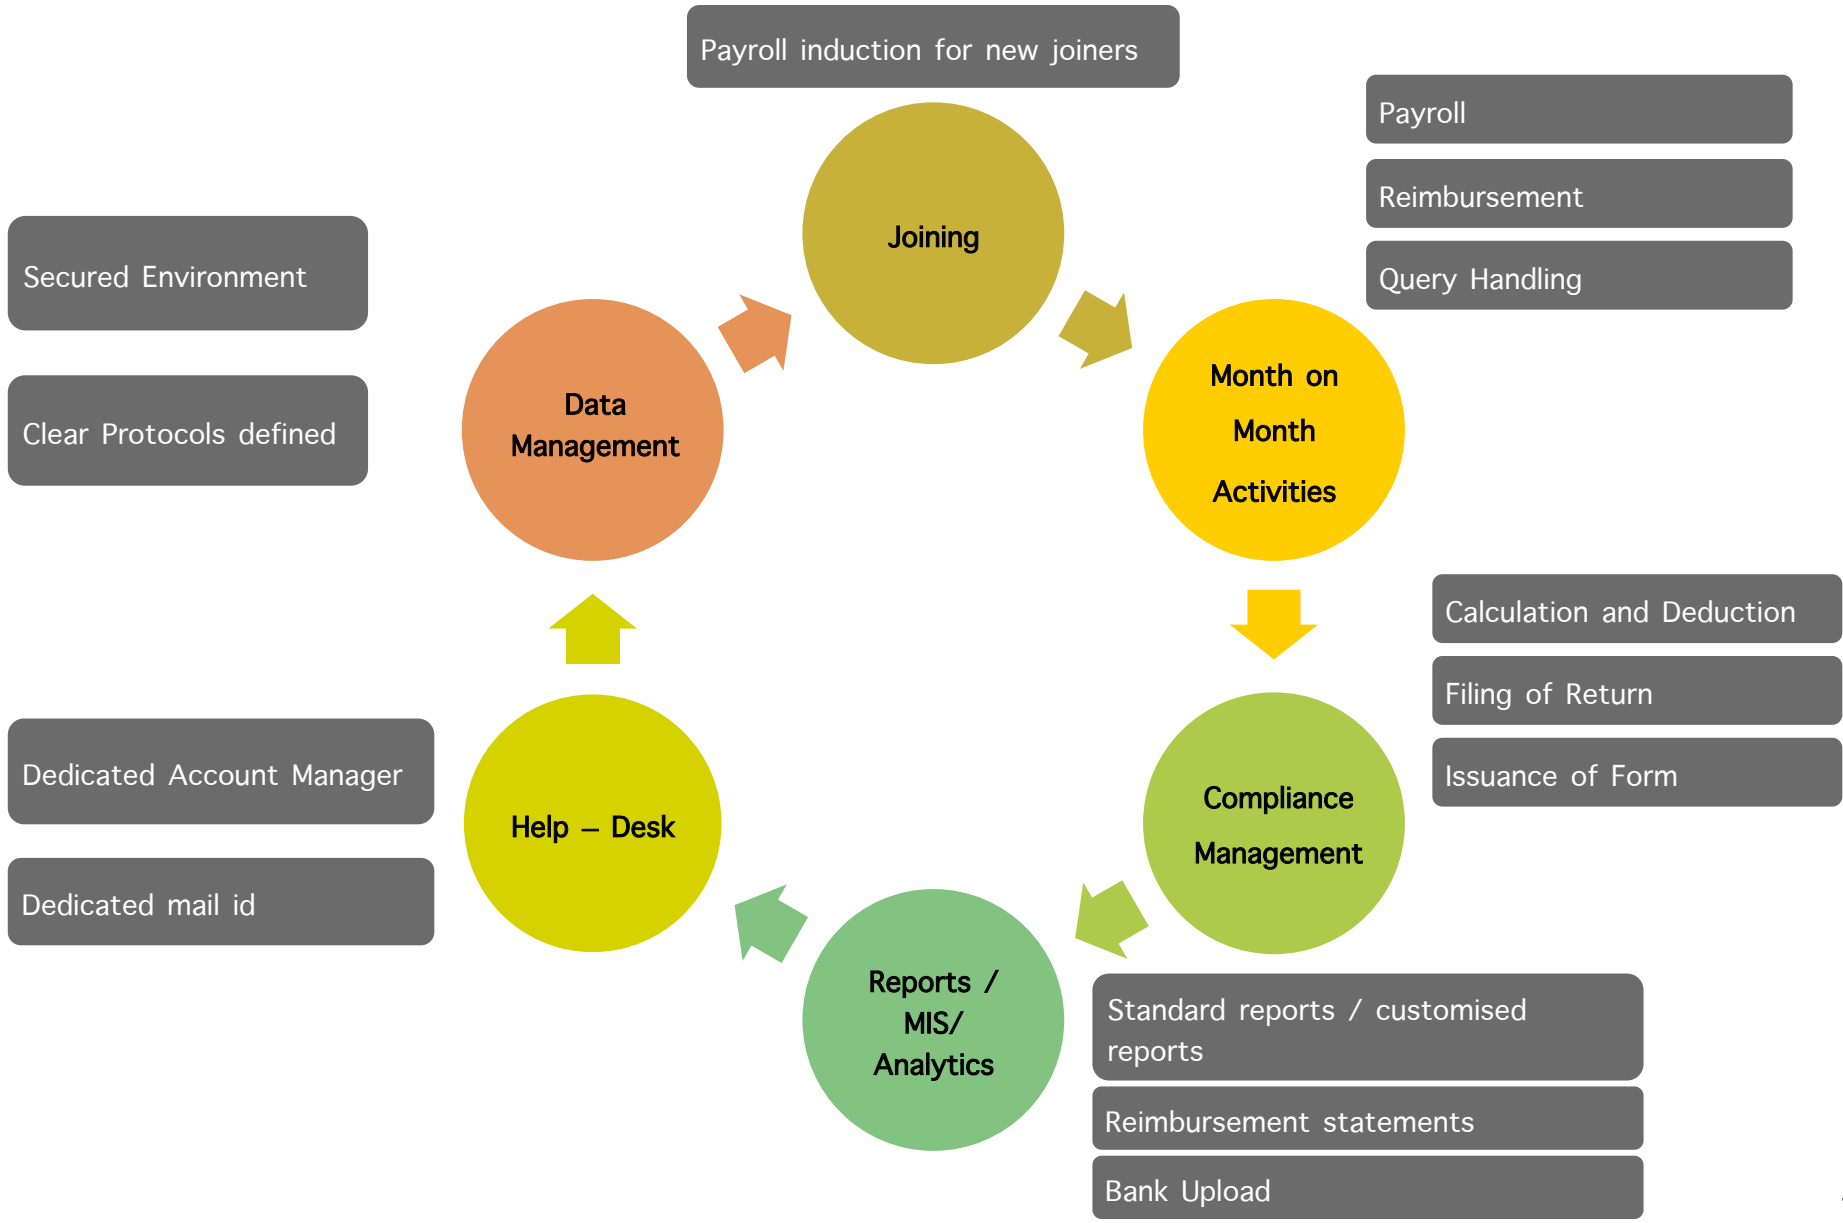 Payroll induction for new joiners
Joining
Payroll
Reimbursement
Query Handling
Month on
Month
Activities
Calculation and Deduction
Filing of Return
Issuance of Form
Compliance
Management
Standard reports / customised
reports
Reimbursement statements
Bank Upload
Reports /
MIS/
Analytics
Help – Desk
Dedicated Account Manager
Dedicated mail id
Data
Management
Secured Environment
Clear Protocols defined